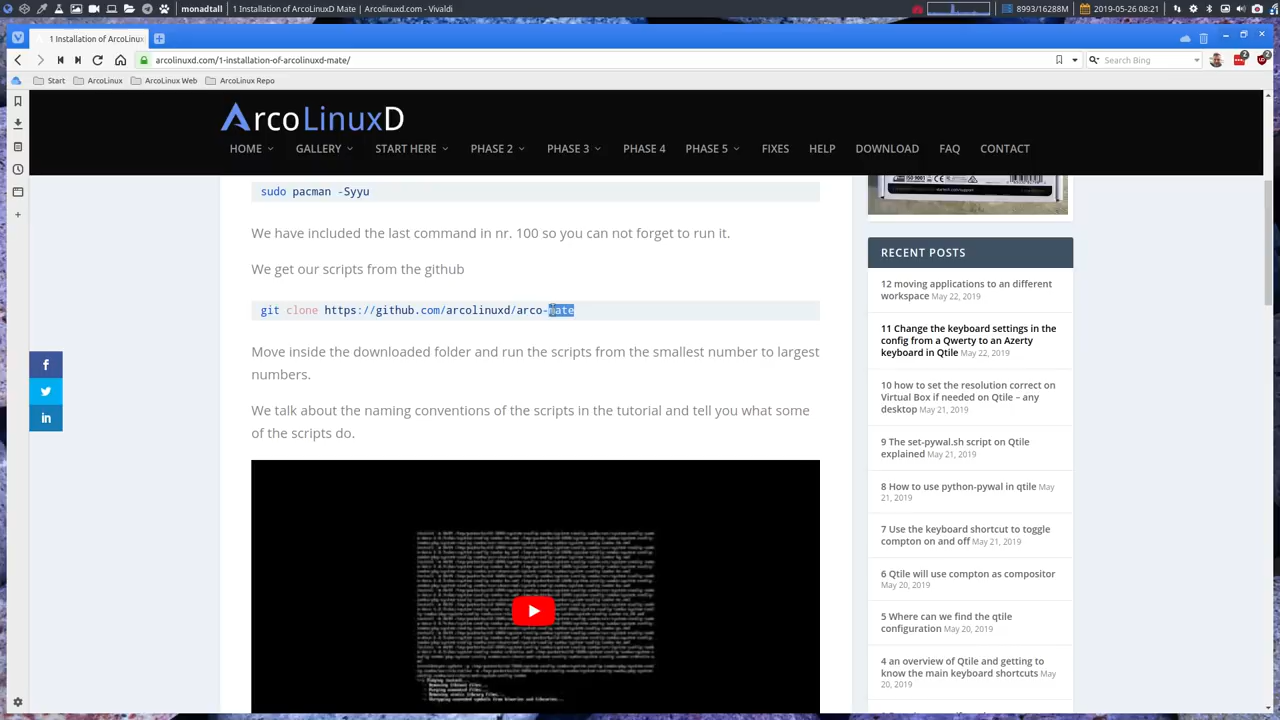 monadtall
1 Installation of ArcoLinuxD Mate | Arcolinuxd.com - Vivaldi
8993/16288M
2019-05-26 08:21
1 Installation of ArcoLinux
arcolinuxd.com/1-installation-of-arcolinuxd-mate/
Search Bing
2
2
Start
ArcoLinux
ArcoLinux Web
ArcoLinux Repo
ArcoLinuxD
HOME
GALLERY
START HERE
PHASE 2
PHASE 3
PHASE 4
PHASE 5
FIXES
HELP
DOWNLOAD
FAQ
CONTACT
sudo pacman -Syyu
We have included the last command in nr. 100 so you can not forget to run it.
We get our scripts from the github
git clone https://github.com/arcolinuxd/arco-mate
Move inside the downloaded folder and run the scripts from the smallest number to largest
numbers.
We talk about the naming conventions of the scripts in the tutorial and tell you what some
of the scripts do.
RECENT POSTS
12 moving applications to an different
workspace May 22, 2019
11 Change the keyboard settings in the
config from a Qwerty to an Azerty
keyboard in Qtile May 22, 2019
10 how to set the resolution correct on
Virtual Box if needed on Qtile – any
desktop May 21, 2019
9 The set-pywal.sh script on Qtile
explained May 21, 2019
8 How to use python-pywal in qtile May
21, 2019
7 Use the keyboard shortcut to toggle
compton on and off May 21, 2019
6 Qtile will use compton as compositor
May 20, 2019
5 Where can we find the qtile
configuration May 20, 2019
4 an overview of Qtile and getting to
know the main keyboard shortcuts May
20, 2019